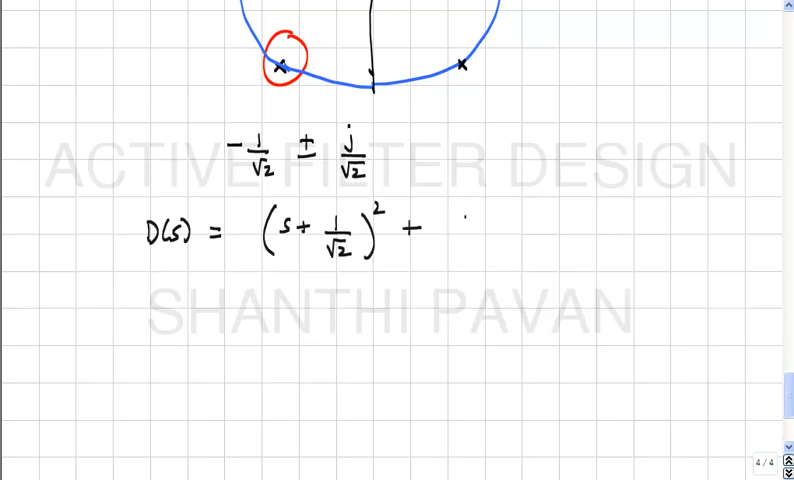 -1/√2 ± j/√2
ACTIVE FILTER DESIGN
D(s) = (s + 1/√2)² +
SHANTHI PAVAN
4 / 4